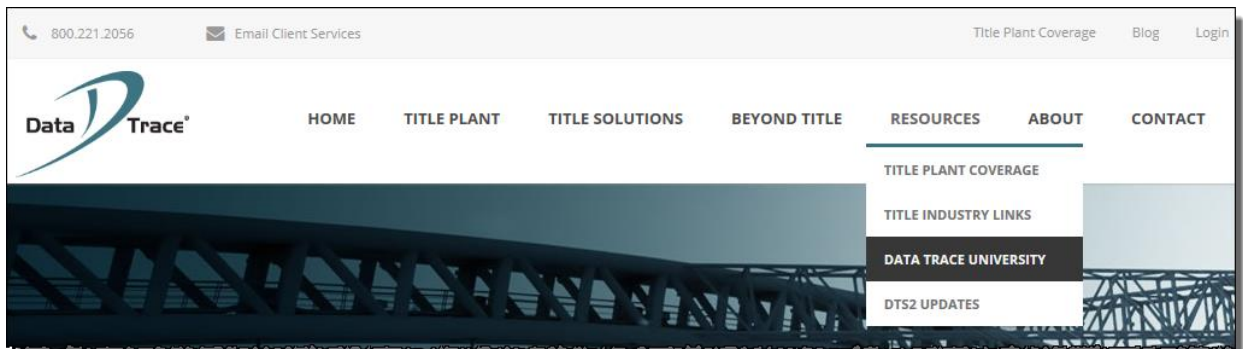 800.221.2056 Email Client Services TItle Plant Coverage Blog Login
Data Trace®
HOME TITLE PLANT TITLE SOLUTIONS BEYOND TITLE RESOURCES ABOUT CONTACT
TITLE PLANT COVERAGE
TITLE INDUSTRY LINKS
DATA TRACE UNIVERSITY
DTS2 UPDATES